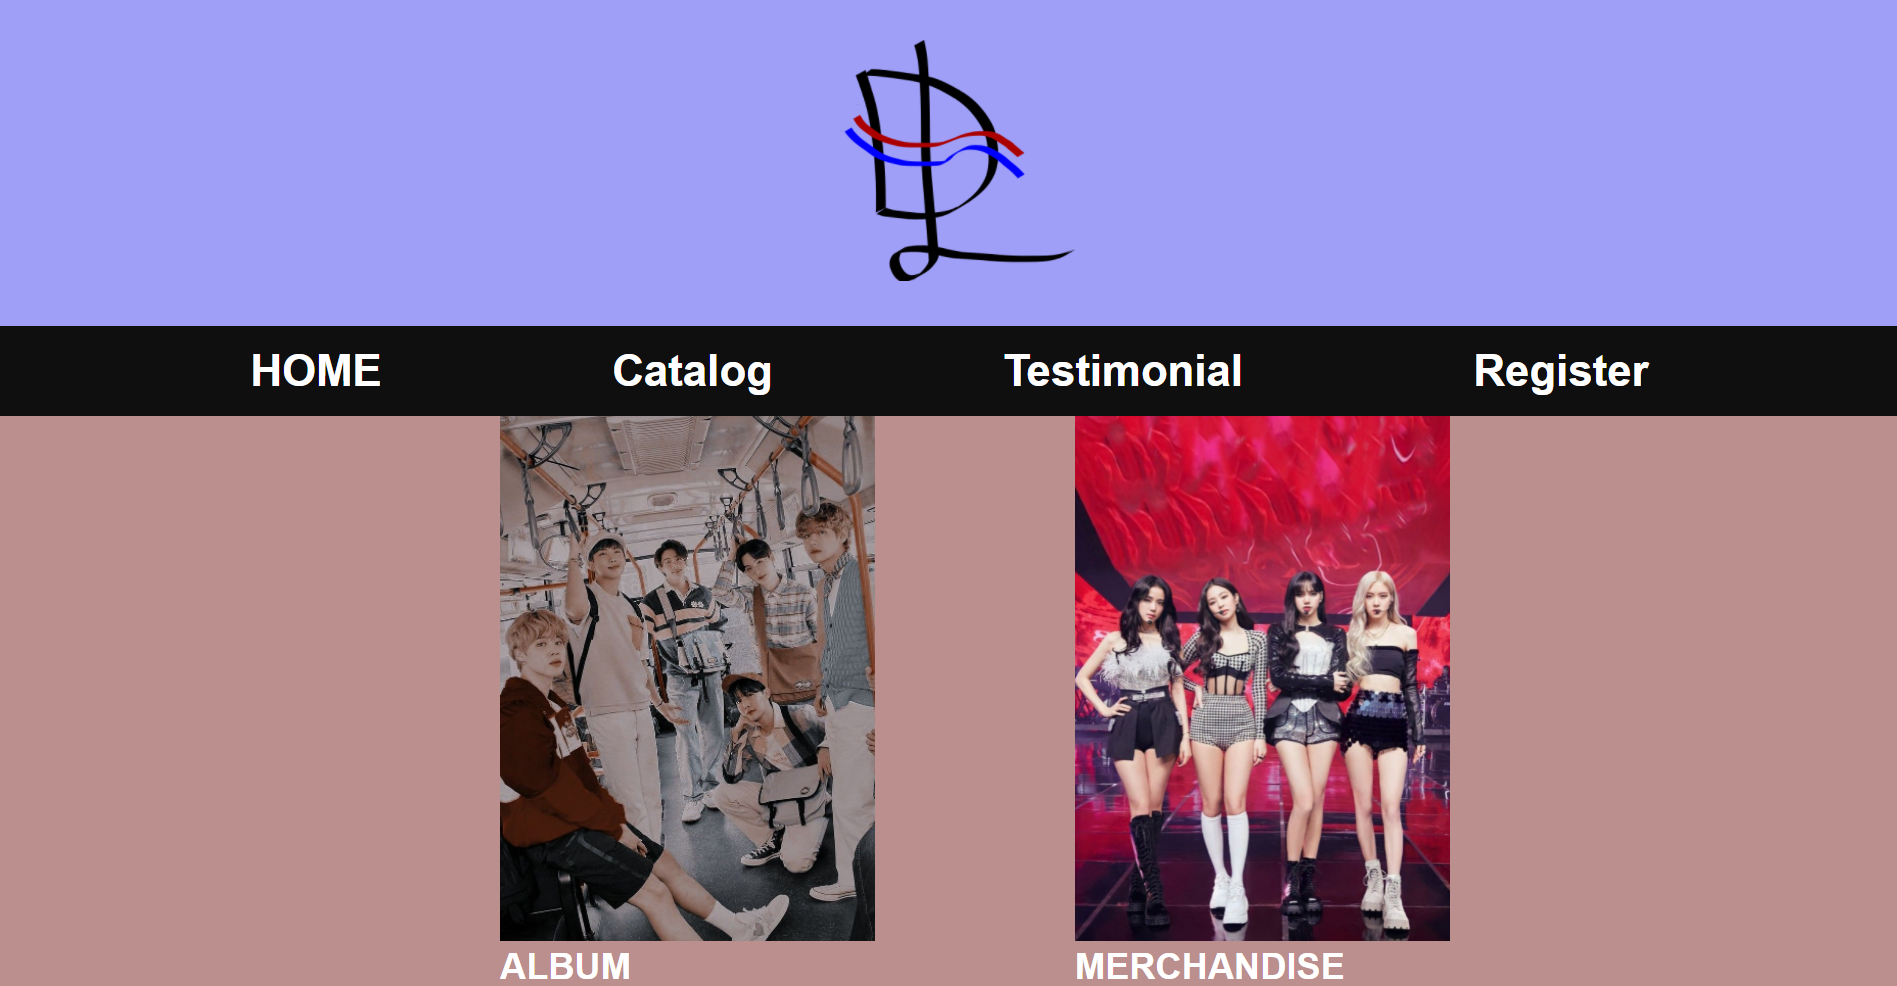 HOME Catalog Testimonial Register
ALBUM MERCHANDISE